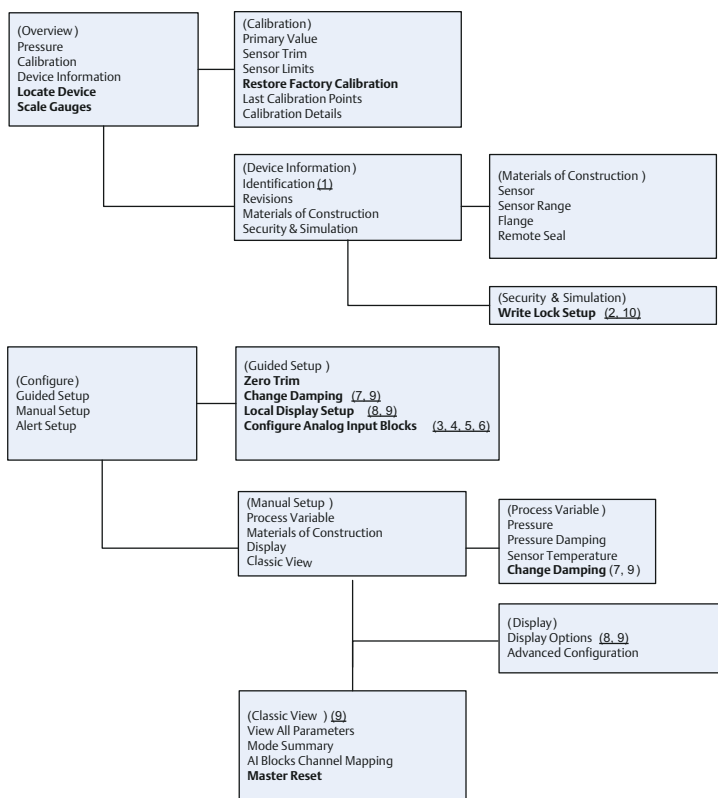 (Overview)
Pressure
Calibration
Device Information
Locate Device
Scale Gauges
(Calibration)
Primary Value
Sensor Trim
Sensor Limits
Restore Factory Calibration
Last Calibration Points
Calibration Details
(Device Information)
Identification (1)
Revisions
Materials of Construction
Security & Simulation
(Materials of Construction )
Sensor
Sensor Range
Flange
Remote Seal
(Security & Simulation)
Write Lock Setup (2, 10)
(Configure)
Guided Setup
Manual Setup
Alert Setup
(Guided Setup )
Zero Trim
Change Damping (7, 9)
Local Display Setup (8, 9)
Configure Analog Input Blocks (3, 4, 5, 6)
(Manual Setup )
Process Variable
Materials of Construction
Display
Classic View
(Process Variable )
Pressure
Pressure Damping
Sensor Temperature
Change Damping (7, 9 )
(Display)
Display Options (8, 9)
Advanced Configuration
(Classic View ) (9)
View All Parameters
Mode Summary
AI Blocks Channel Mapping
Master Reset